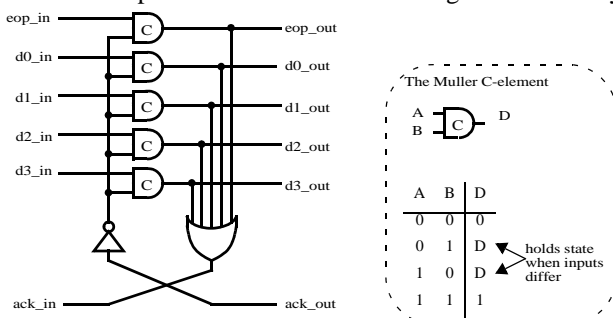 eop_in
C
eop_out
d0_in
C
d0_out
d1_in
C
d1_out
d2_in
C
d2_out
d3_in
C
d3_out
ack_in
ack_out
The Muller C-element
A
B
C
D
A B D
0 0 0
0 1 D
1 0 D
1 1 1
holds state
when inputs
differ